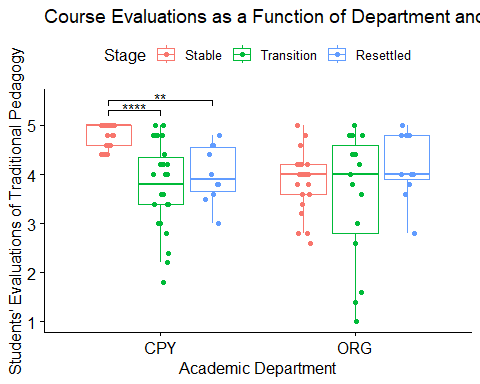 Course Evaluations as a Function of Department and
Stage Stable Transition Resettled
Students' Evaluations of Traditional Pedagogy
5
4
3
2
1
**
****
CPY ORG
Academic Department